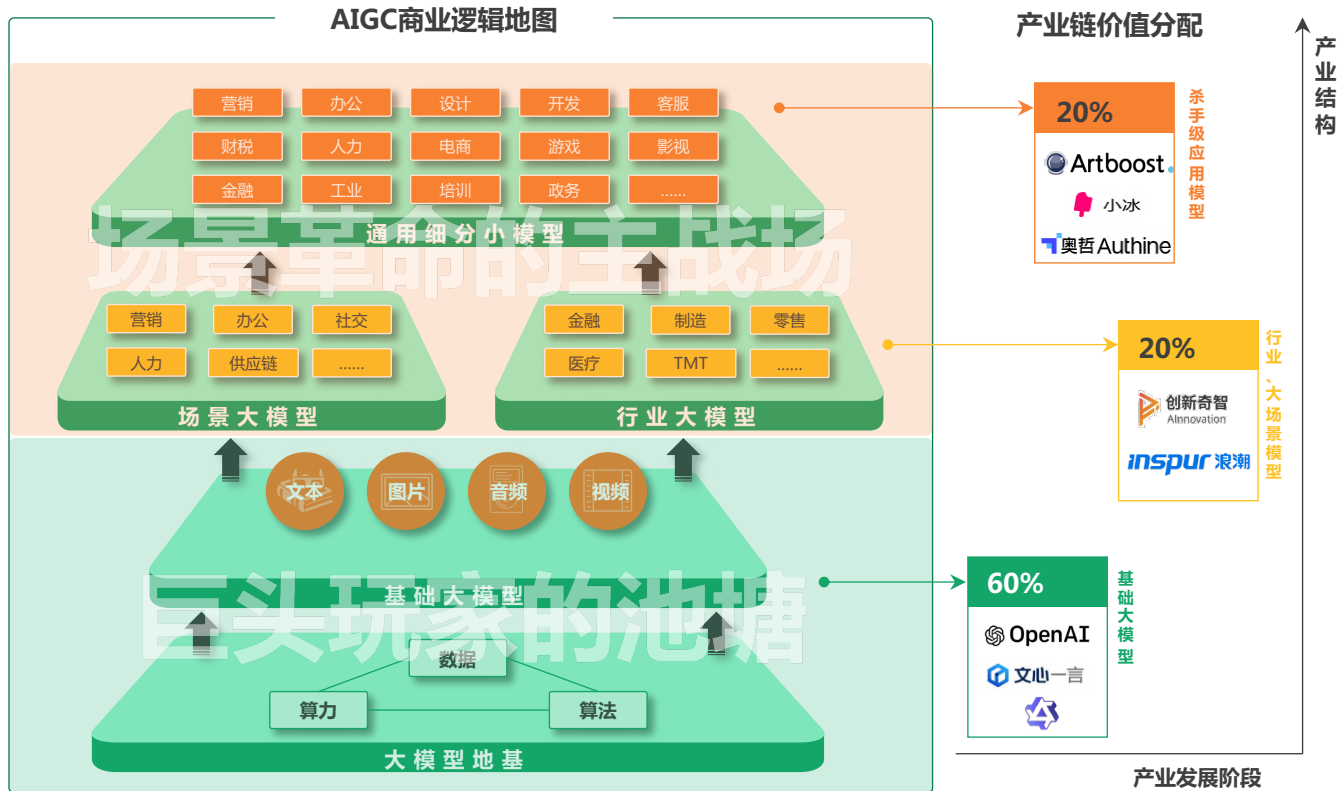 AIGC商业逻辑地图
产业链价值分配
产业结构
营销 办公 设计 开发 客服
财税 人力 电商 游戏 影视
金融 工业 培训 政务 ......
通用细分小模型
场景革命的主战场
营销 办公 社交
人力 供应链 ......
场景大模型
金融 制造 零售
医疗 TMT ......
行业大模型
文本 图片 音频 视频
基础大模型
巨头玩家的池塘
数据
算力 算法
大模型地基
20%
杀手级应用模型
Artboost.
小冰
奥哲Authine
20%
行业、大场景模型
创新奇智
AInnovation
inspur 浪潮
60%
基础大模型
OpenAI
文心一言
产业发展阶段